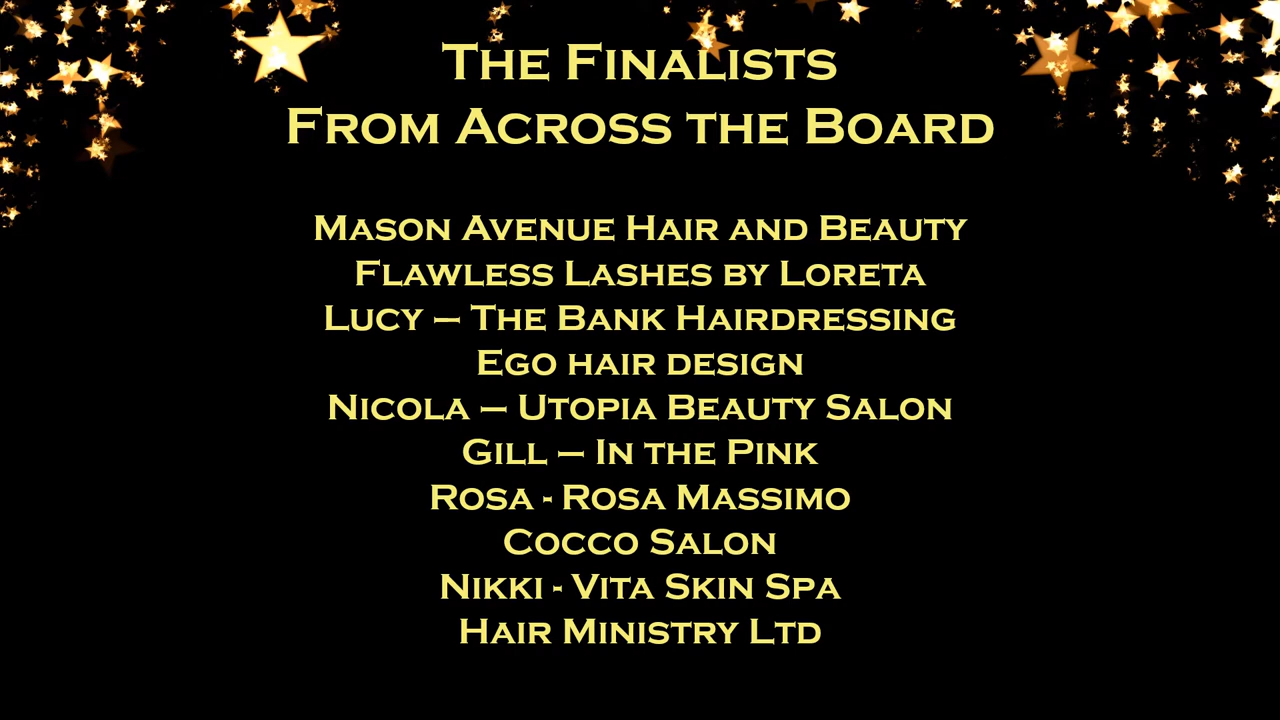 The Finalists
From Across the Board
Mason Avenue Hair and Beauty
Flawless Lashes by Loreta
Lucy – The Bank Hairdressing
Ego hair design
Nicola – Utopia Beauty Salon
Gill – In the Pink
Rosa - Rosa Massimo
Cocco Salon
Nikki - Vita Skin Spa
Hair Ministry Ltd